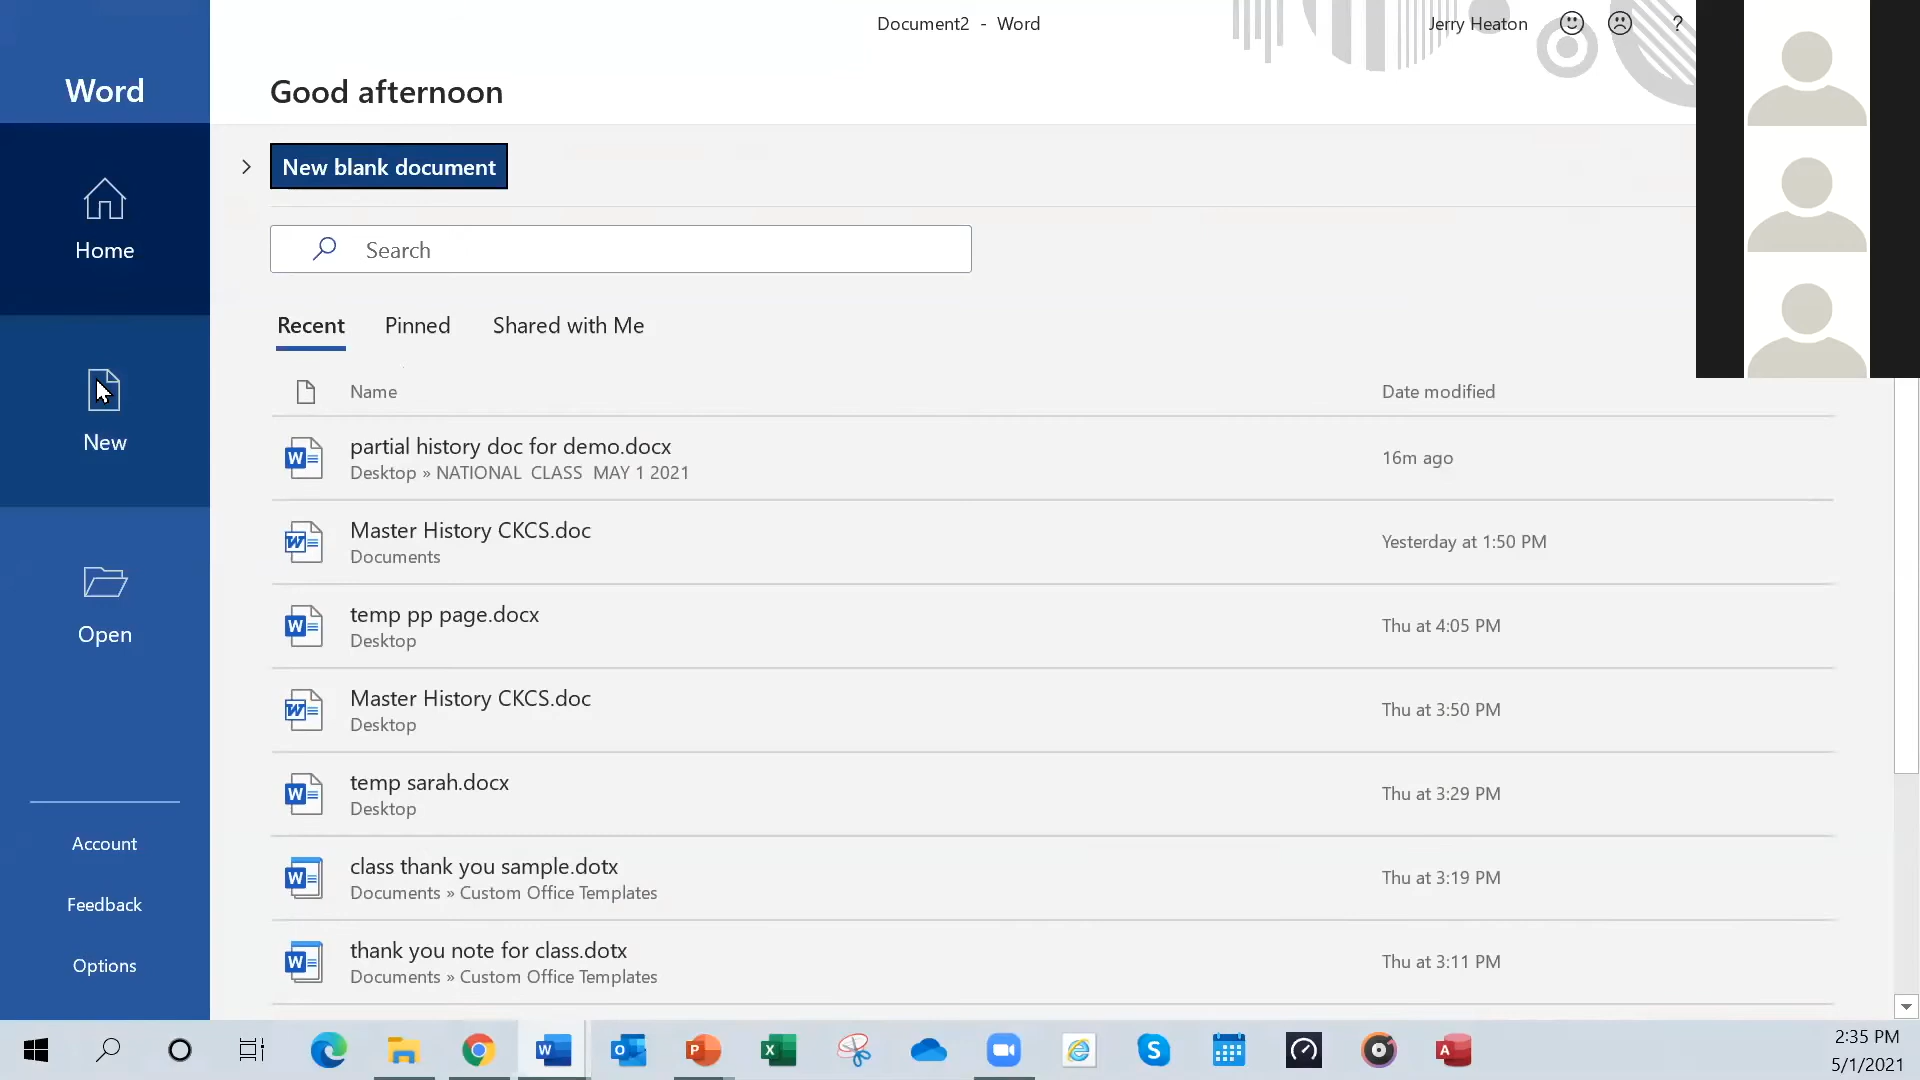 Document2 - Word
Jerry Heaton
?
Word
Good afternoon
New blank document
Home
Search
Recent Pinned Shared with Me
Name Date modified
New
partial history doc for demo.docx
Desktop » NATIONAL CLASS MAY 1 2021
16m ago
Master History CKCS.doc
Documents
Yesterday at 1:50 PM
temp pp page.docx
Desktop
Thu at 4:05 PM
Open
Master History CKCS.doc
Desktop
Thu at 3:50 PM
temp sarah.docx
Desktop
Thu at 3:29 PM
class thank you sample.dotx
Documents » Custom Office Templates
Thu at 3:19 PM
thank you note for class.dotx
Documents » Custom Office Templates
Thu at 3:11 PM
Account
Feedback
Options
2:35 PM
5/1/2021